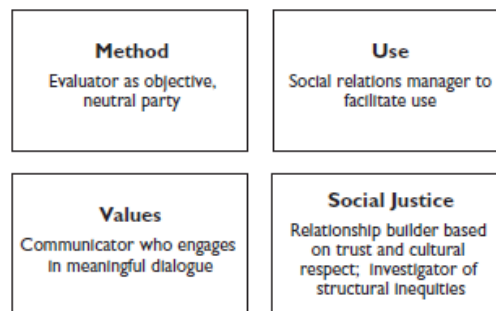 Method
Evaluator as objective,
neutral party
Use
Social relations manager to
facilitate use
Values
Communicator who engages
in meaningful dialogue
Social Justice
Relationship builder based
on trust and cultural
respect; investigator of
structural inequities